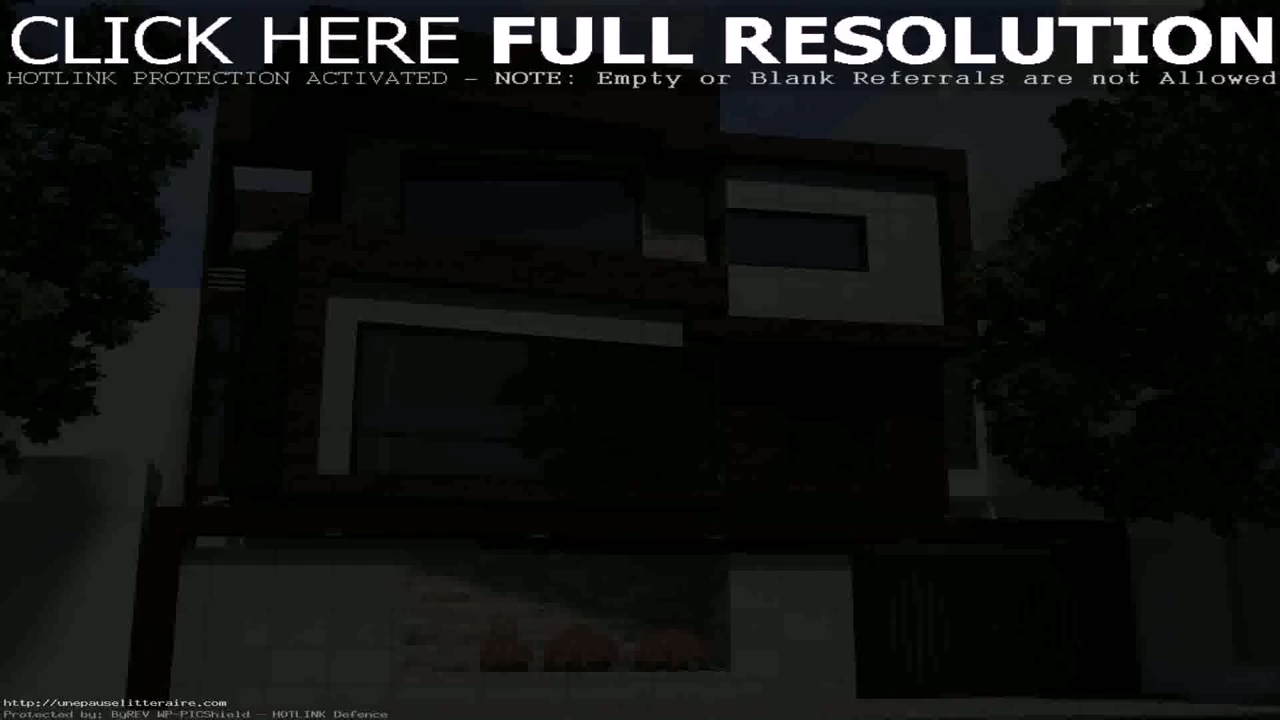 CLICK HERE FULL RESOLUTION
HOTLINK PROTECTION ACTIVATED – NOTE: Empty or Blank Referrals are not Allowed
http://unepauselitteraire.com
Protected by: ByREV WP-PICShield – HOTLINK Defence